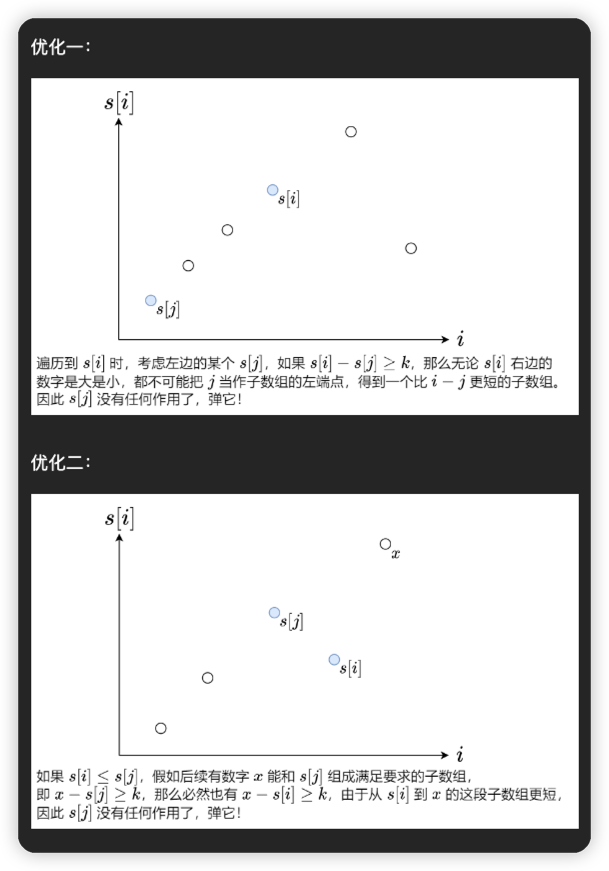 优化一：
s[i]
s[i]
s[j]
i
遍历到 s[i] 时，考虑左边的某个 s[j]，如果 s[i] − s[j] ≥ k，那么无论 s[i] 右边的
数字是大是小，都不可能把 j 当作子数组的左端点，得到一个比 i − j 更短的子数组。
因此 s[j] 没有任何作用了，弹它！
优化二：
s[i]
x
s[j]
s[i]
i
如果 s[i] ≤ s[j]，假如后续有数字 x 能和 s[j] 组成满足要求的子数组，
即 x − s[j] ≥ k，那么必然也有 x − s[i] ≥ k，由于从 s[i] 到 x 的这段子数组更短，
因此 s[j] 没有任何作用了，弹它！